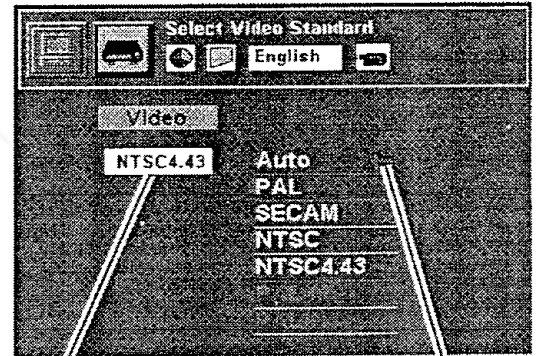 Select Video Standard
English
Video
NTSC4.43
Auto
PAL
SECAM
NTSC
NTSC4.43